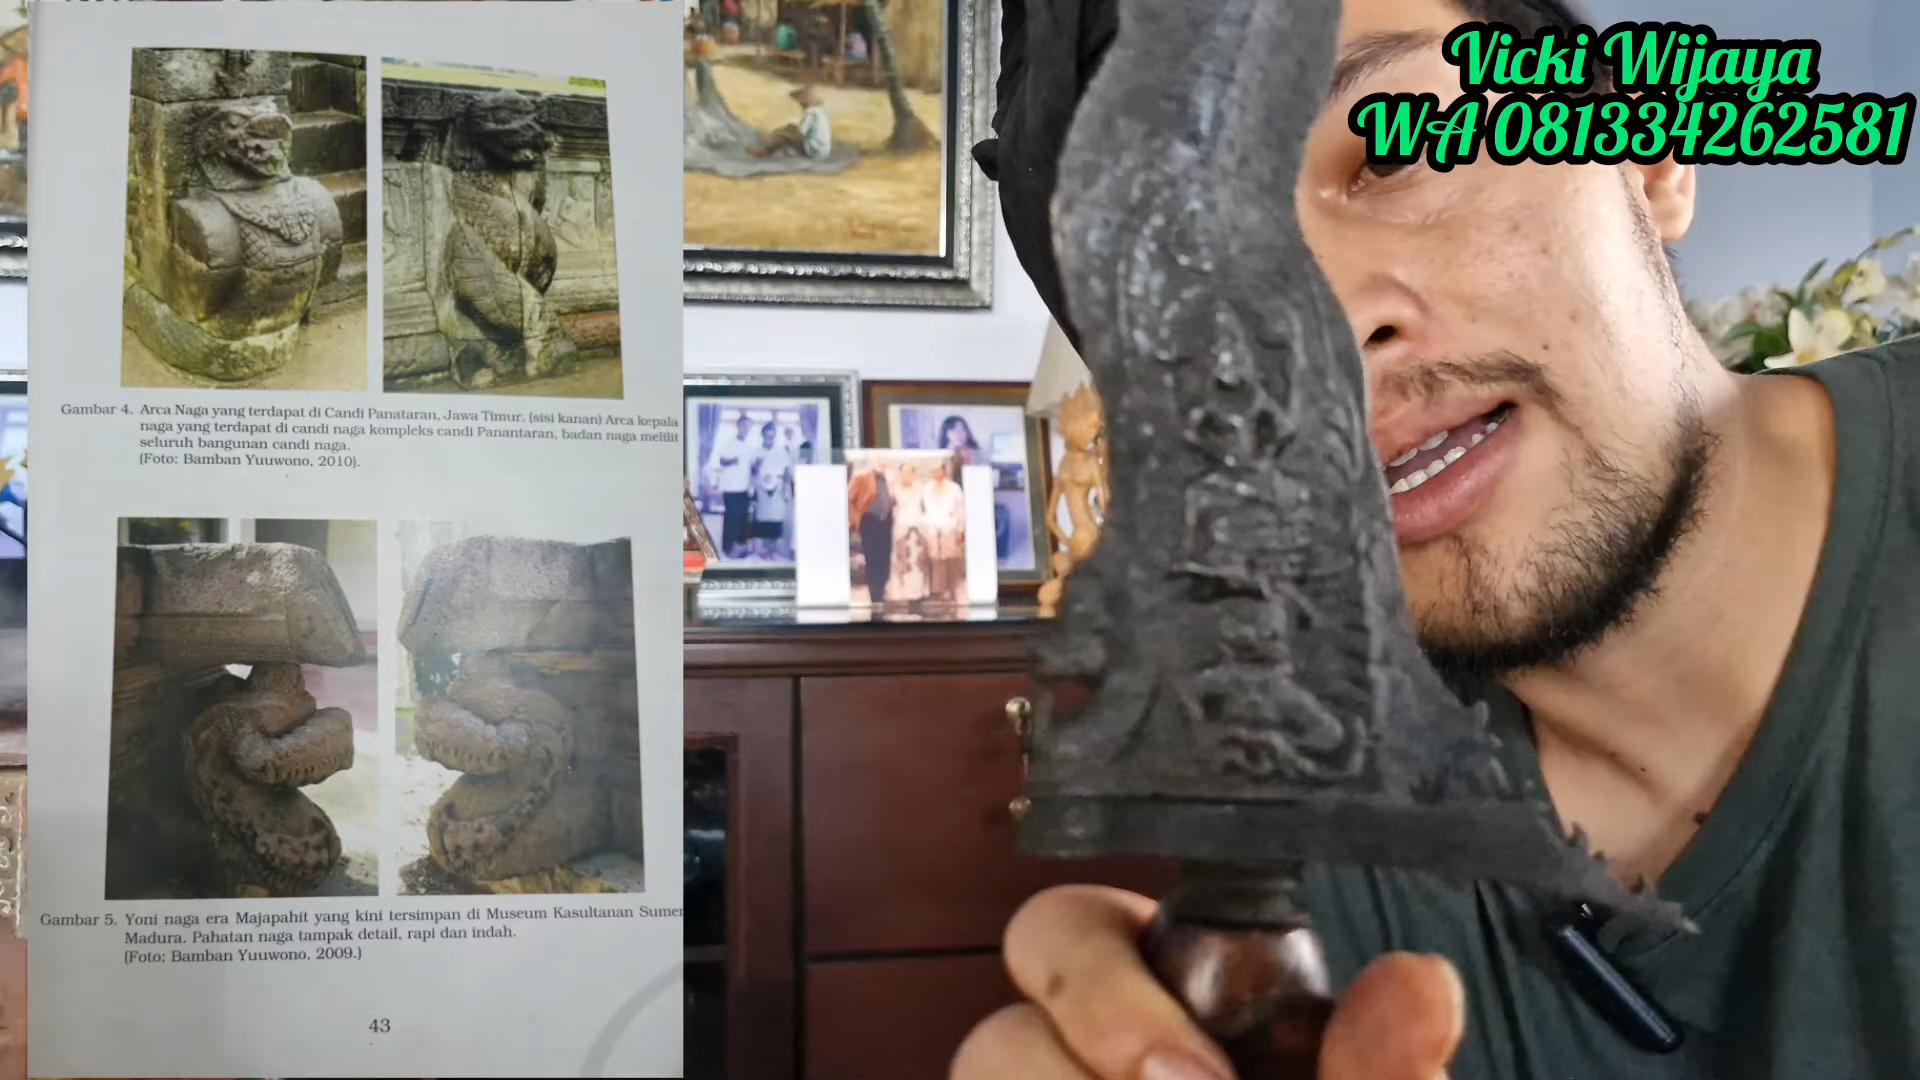 Vicki Wijaya
WA 081334262581
Gambar 4. Arca Naga yang terdapat di Candi Panataran, Jawa Timur. (sisi kanan) Arca kepala
naga yang terdapat di candi naga kompleks candi Panantaran, badan naga melilit
seluruh bangunan candi naga.
(Foto: Bamban Yuuwono, 2010).
Gambar 5. Yoni naga era Majapahit yang kini tersimpan di Museum Kasultanan Sumen
Madura. Pahatan naga tampak detail, rapi dan indah.
(Foto: Bamban Yuuwono, 2009.)
43